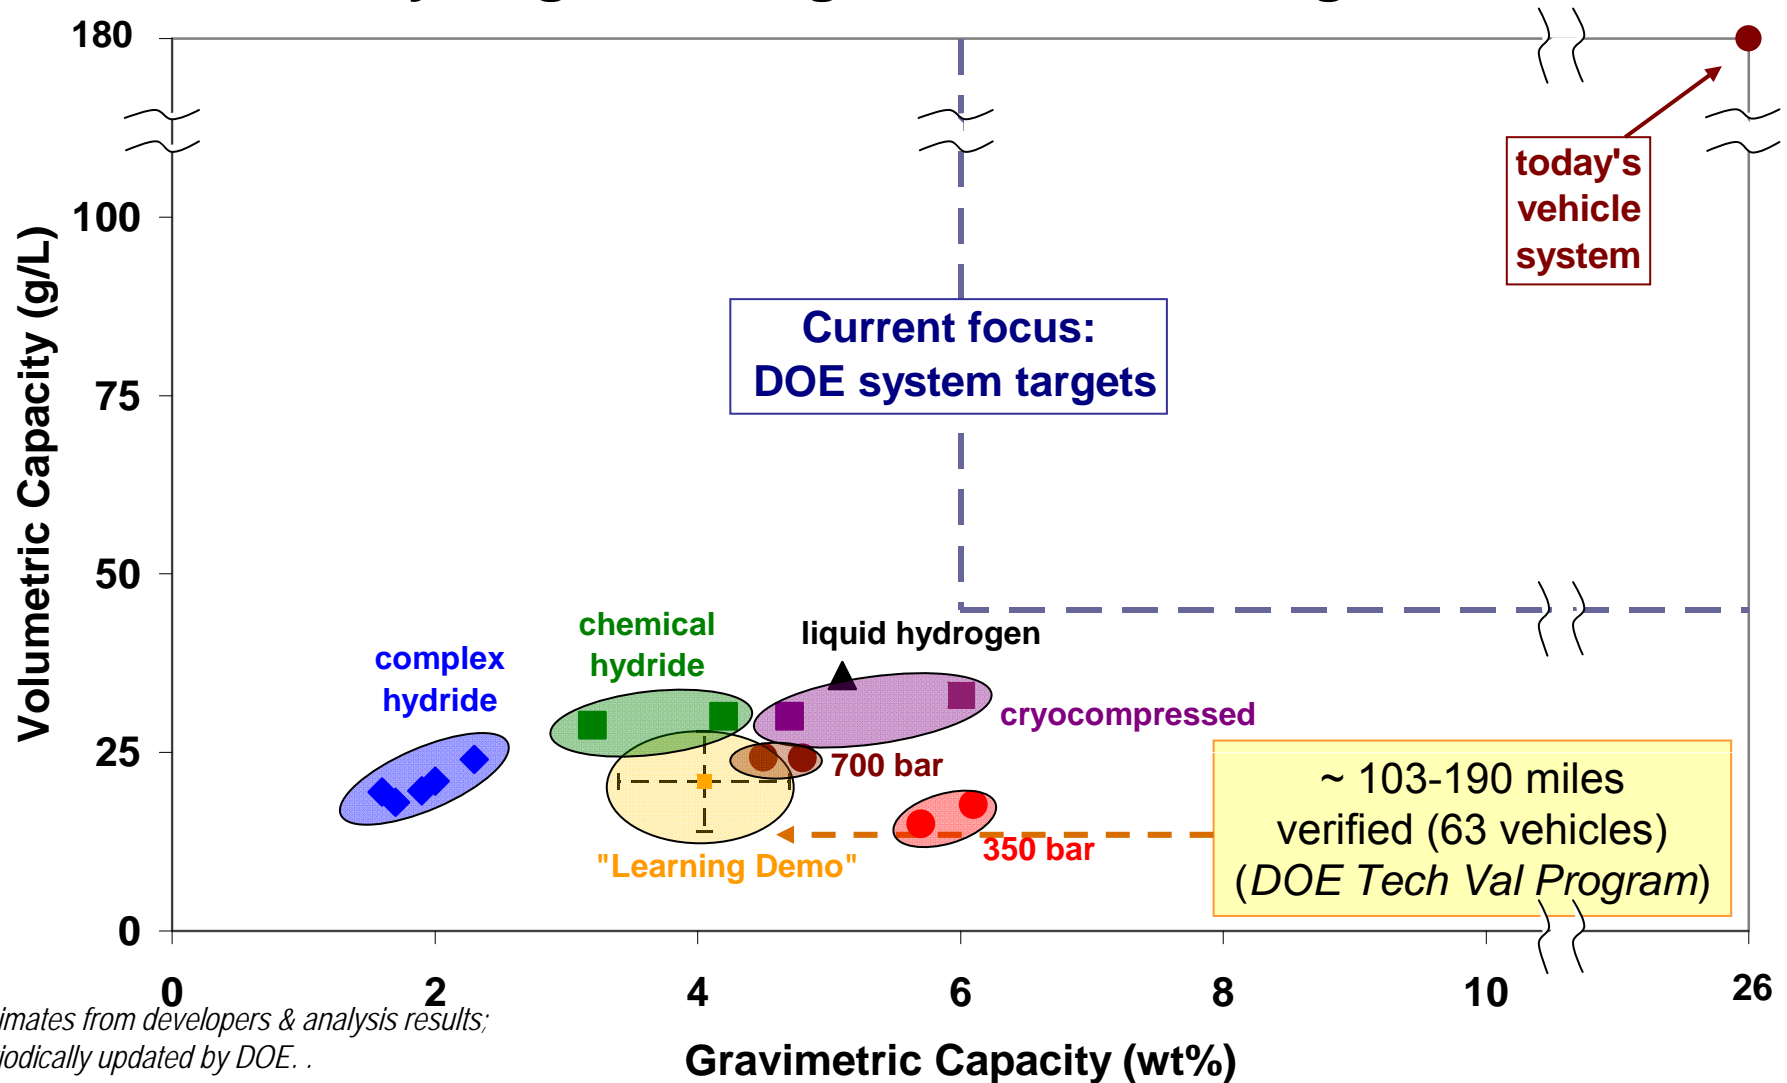 180
100
75
50
25
0
Volumetric Capacity (g/L)
today's
vehicle
system
Current focus:
DOE system targets
chemical
hydride
liquid hydrogen
complex
hydride
cryocompressed
700 bar
~ 103-190 miles
verified (63 vehicles)
(DOE Tech Val Program)
350 bar
"Learning Demo"
0 2 4 6 8 10 26
imates from developers & analysis results;
iodically updated by DOE. .
Gravimetric Capacity (wt%)